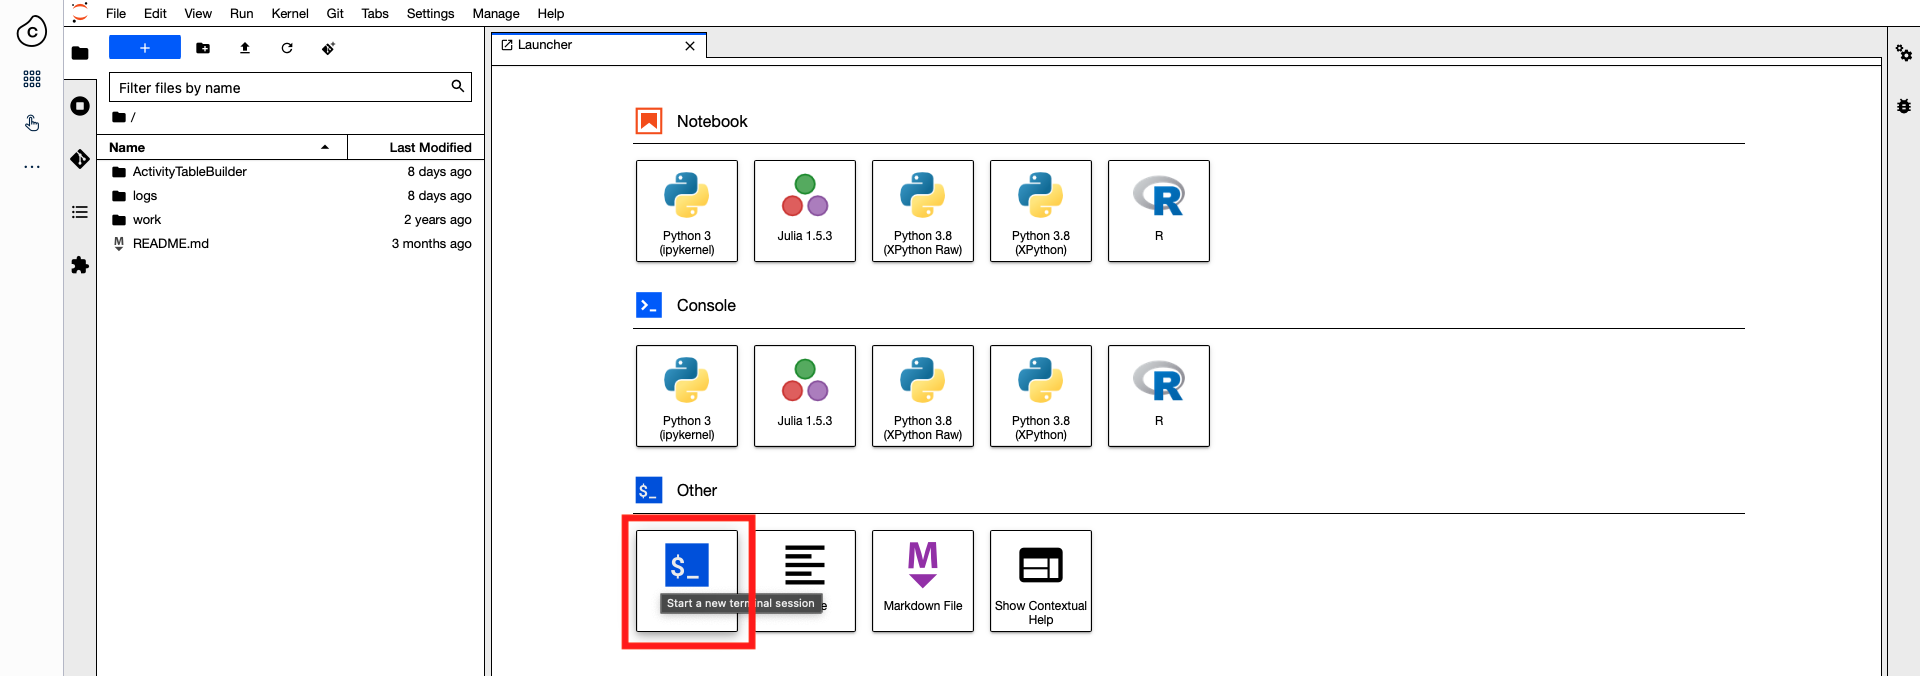 File Edit View Run Kernel Git Tabs Settings Manage Help
C
+
Filter files by name
/
Name Last Modified
ActivityTableBuilder 8 days ago
logs 8 days ago
work 2 years ago
M README.md 3 months ago
Launcher
Notebook
Python 3
(ipykernel)
Julia 1.5.3
Python 3.8
(XPython Raw)
Python 3.8
(XPython)
R
R
>_ Console
Python 3
(ipykernel)
Julia 1.5.3
Python 3.8
(XPython Raw)
Python 3.8
(XPython)
R
R
$_ Other
$_
Start a new terminal session
M
Markdown File
Show Contextual
Help